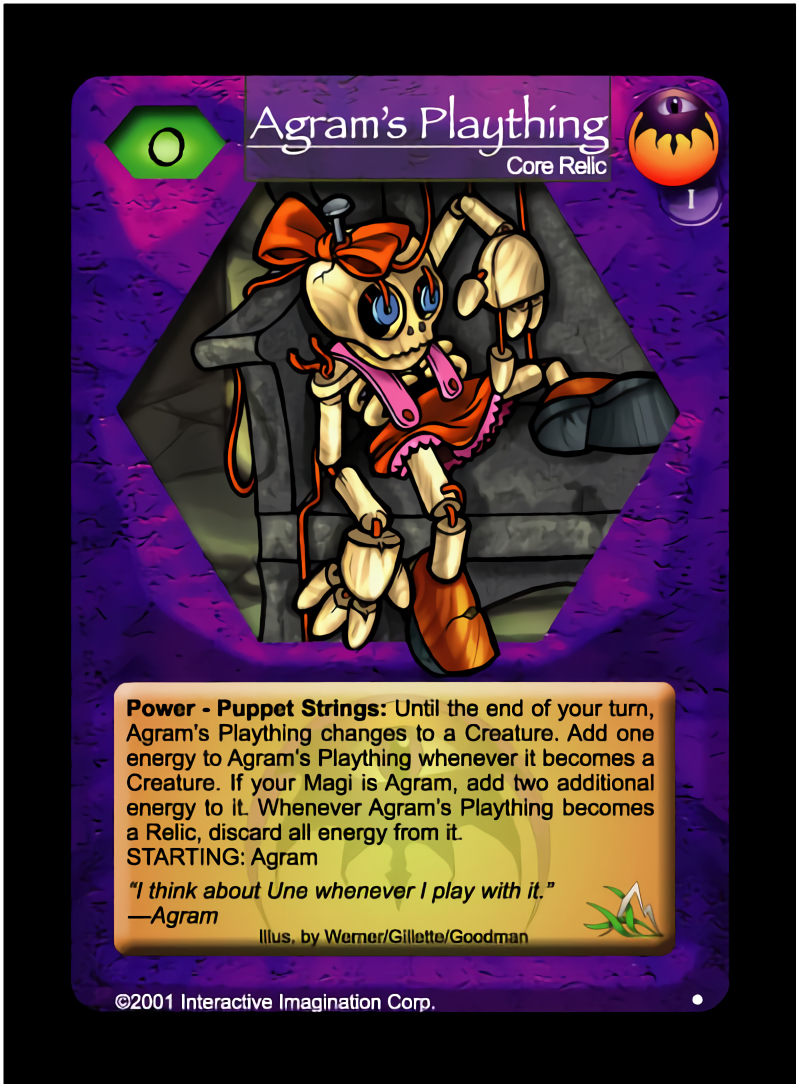 0
Agram's Plaything
Core Relic
I
Power - Puppet Strings: Until the end of your turn,
Agram's Plaything changes to a Creature. Add one
energy to Agram's Plaything whenever it becomes a
Creature. If your Magi is Agram, add two additional
energy to it. Whenever Agram's Plaything becomes
a Relic, discard all energy from it.
STARTING: Agram
“I think about Une whenever I play with it.”
—Agram
Illus. by Werner/Gillette/Goodman
©2001 Interactive Imagination Corp.